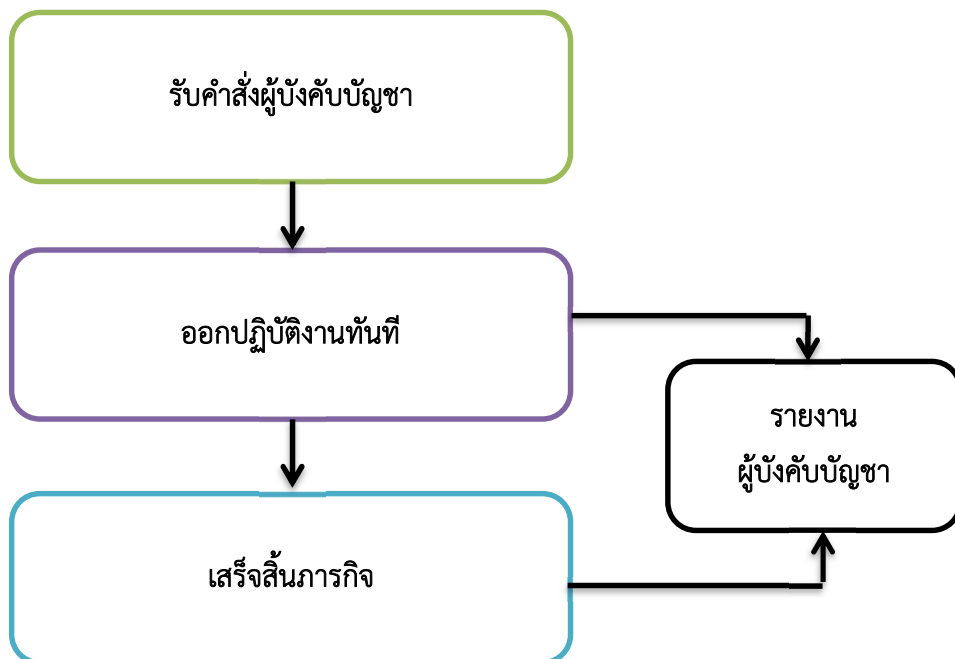 รับคำสั่งผู้บังคับบัญชา
ออกปฏิบัติงานทันที
รายงาน
ผู้บังคับบัญชา
เสร็จสิ้นภารกิจ